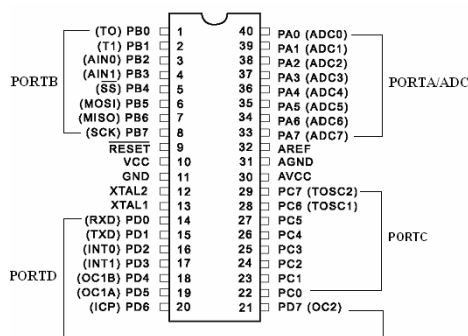 (TO) PB0 1 40 PA0 (ADC0)
(T1) PB1 2 39 PA1 (ADC1)
(AIN0) PB2 3 38 PA2 (ADC2)
(AIN1) PB3 4 37 PA3 (ADC3)
PORTB (SS) PB4 5 36 PA4 (ADC4) PORTA/ADC
(MOSI) PB5 6 35 PA5 (ADC5)
(MISO) PB6 7 34 PA6 (ADC6)
(SCK) PB7 8 33 PA7 (ADC7)
RESET 9 32 AREF
VCC 10 31 AGND
GND 11 30 AVCC
XTAL2 12 29 PC7 (TOSC2)
XTAL1 13 28 PC6 (TOSC1)
(RXD) PD0 14 27 PC5
(TXD) PD1 15 26 PC4 PORTC
(INT0) PD2 16 25 PC3
(INT1) PD3 17 24 PC2
PORTD (OC1B) PD4 18 23 PC1
(OC1A) PD5 19 22 PC0
(ICP) PD6 20 21 PD7 (OC2)